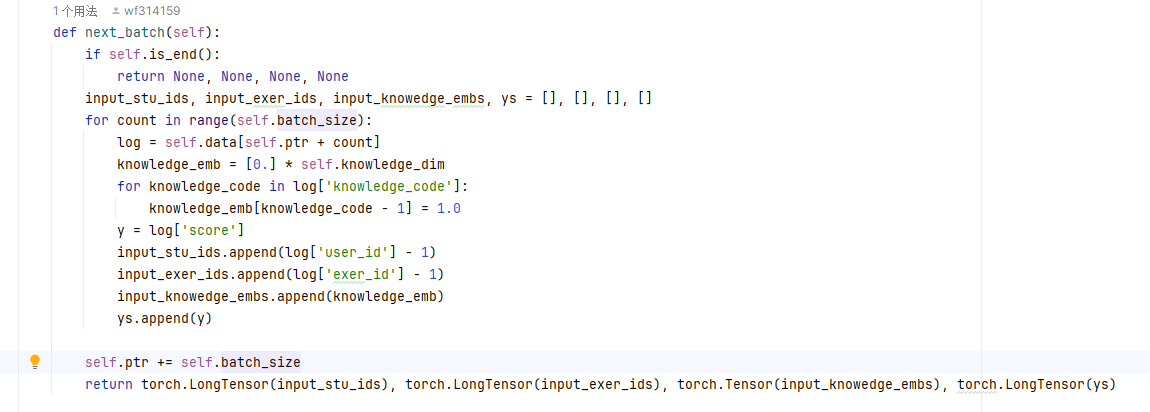 1 个用法 wf314159
def next_batch(self):
    if self.is_end():
        return None, None, None, None
    input_stu_ids, input_exer_ids, input_knowedge_embs, ys = [], [], [], []
    for count in range(self.batch_size):
        log = self.data[self.ptr + count]
        knowledge_emb = [0.] * self.knowledge_dim
        for knowledge_code in log['knowledge_code']:
            knowledge_emb[knowledge_code - 1] = 1.0
        y = log['score']
        input_stu_ids.append(log['user_id'] - 1)
        input_exer_ids.append(log['exer_id'] - 1)
        input_knowedge_embs.append(knowledge_emb)
        ys.append(y)
    self.ptr += self.batch_size
    return torch.LongTensor(input_stu_ids), torch.LongTensor(input_exer_ids), torch.Tensor(input_knowedge_embs), torch.LongTensor(ys)